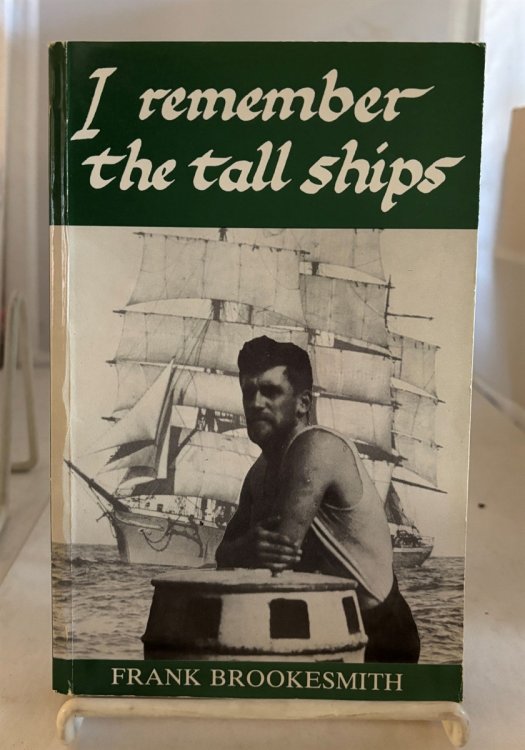 I remember
the tall ships
FRANK BROOKESMITH